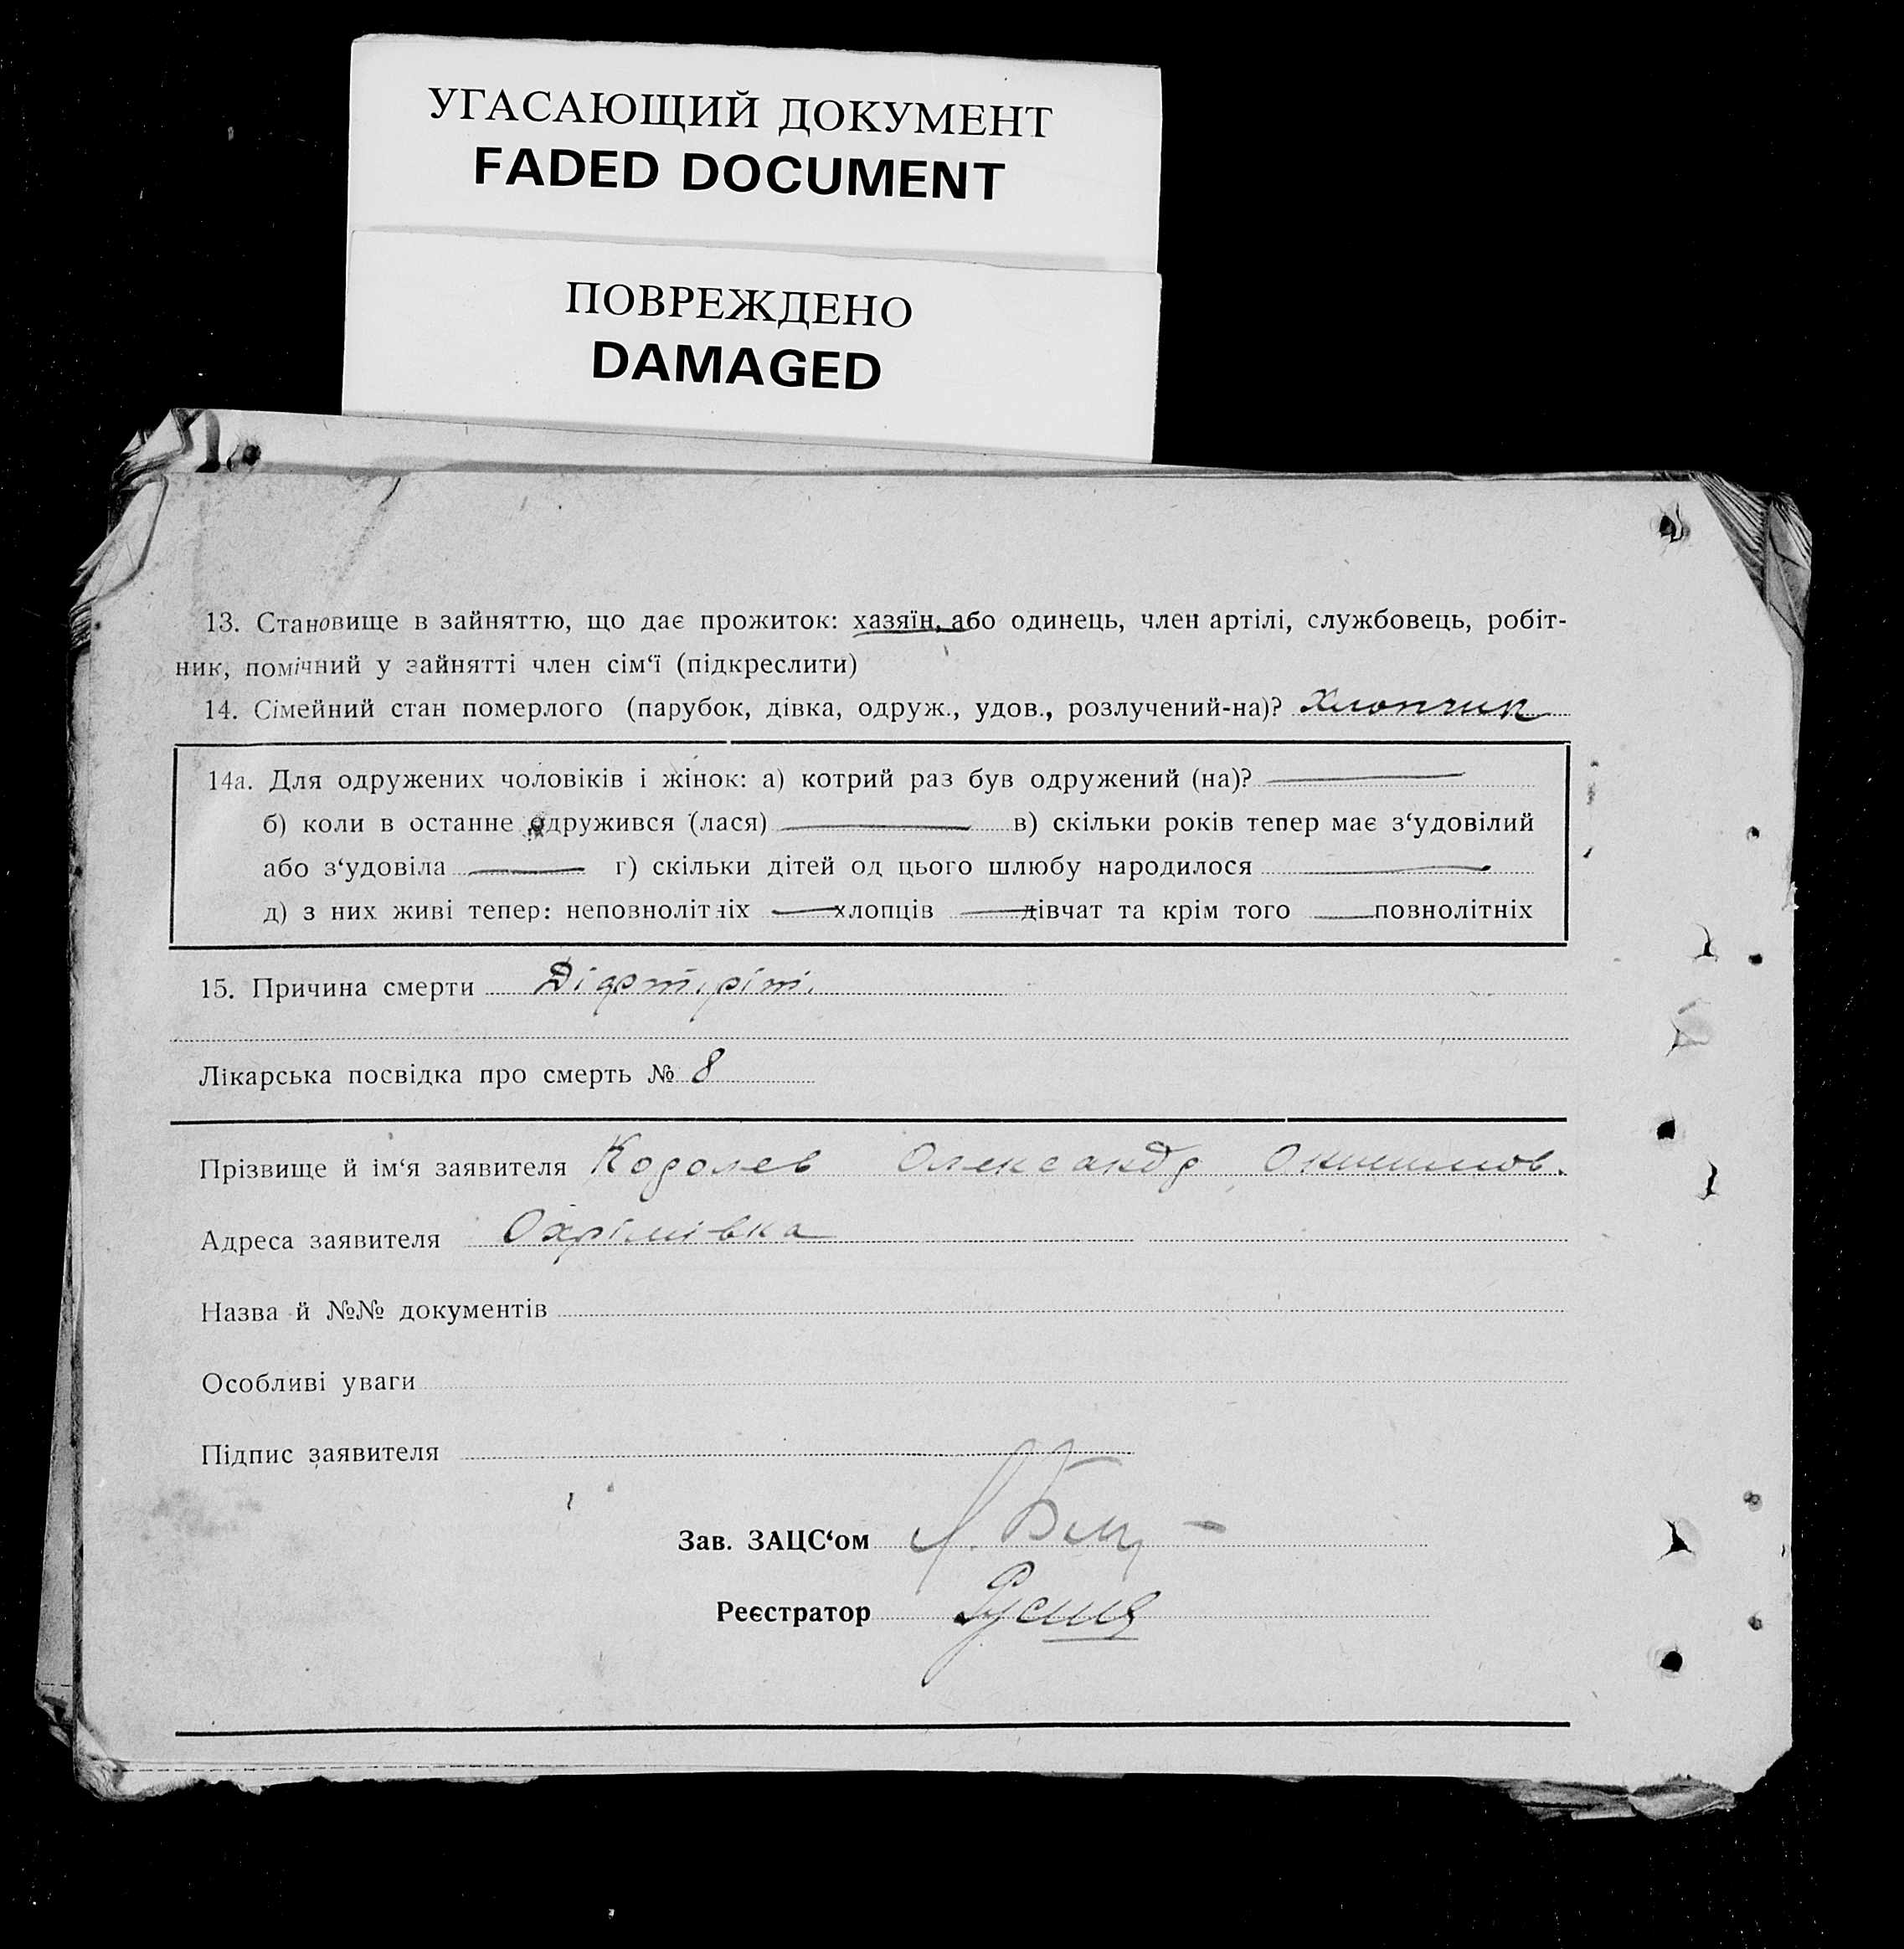 УГАСАЮЩИЙ ДОКУМЕНТ
FADED DOCUMENT
ПОВРЕЖДЕНО
DAMAGED
13. Становище в зайняттю, що дає прожиток: хазяїн, або одинець, член артілі, службовець, робіт-
ник, помічний у зайнятті член сім‘ї (підкреслити)
14. Сімейний стан померлого (парубок, дівка, одруж., удов., розлучений-на)? Хлопчик
14а. Для одружених чоловіків і жінок: а) котрий раз був одружений (на)?
б) коли в останне одружився (лася) в) скільки років тепер має з‘удовілий
або з‘удовіла г) скільки дітей од цього шлюбу народилося
д) з них живі тепер: неповнолітніх хлопців дівчат та крім того повнолітніх
15. Причина смерти Діфтиріт.
Лікарська посвідка про смерть № 8
Прізвище й ім‘я заявителя Олександр
Адреса заявителя Охрімівка
Назва й №№ документів
Особливі уваги
Підпис заявителя
Зав. ЗАЦС‘ом
Реєстратор